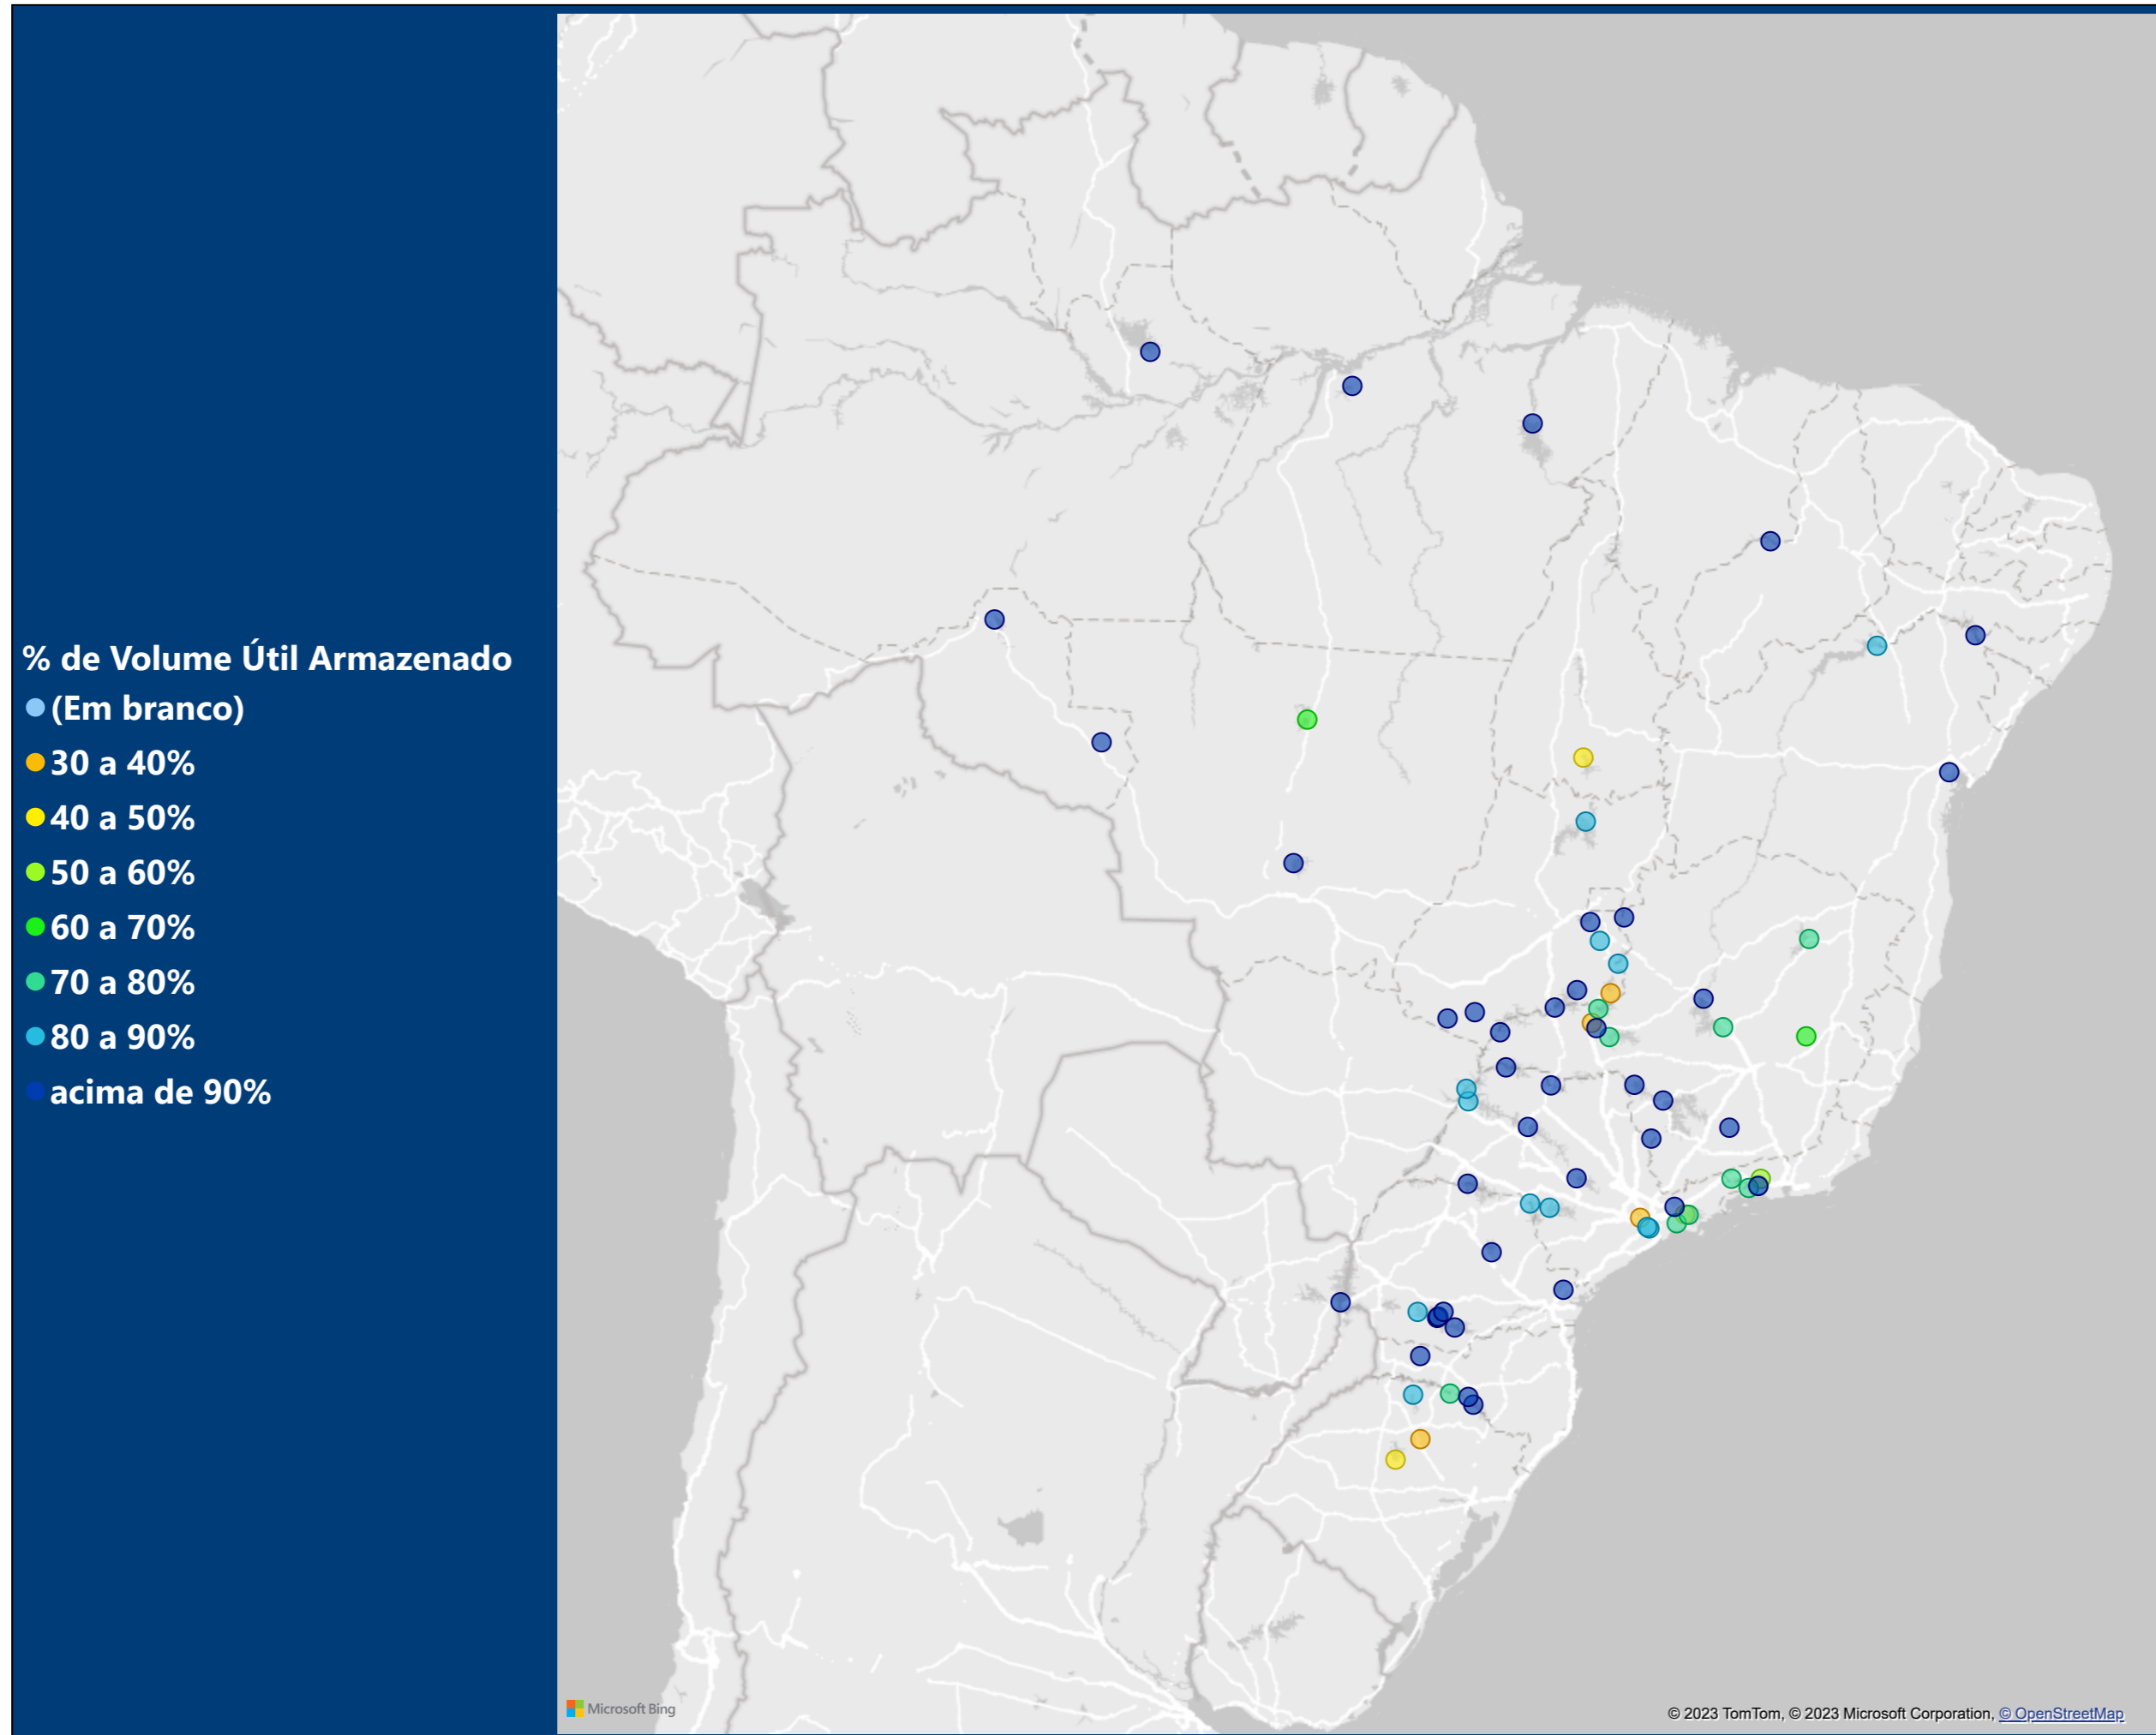 % de Volume Útil Armazenado
(Em branco)
30 a 40%
40 a 50%
50 a 60%
60 a 70%
70 a 80%
80 a 90%
acima de 90%
Microsoft Bing
© 2023 TomTom, © 2023 Microsoft Corporation, © OpenStreetMap